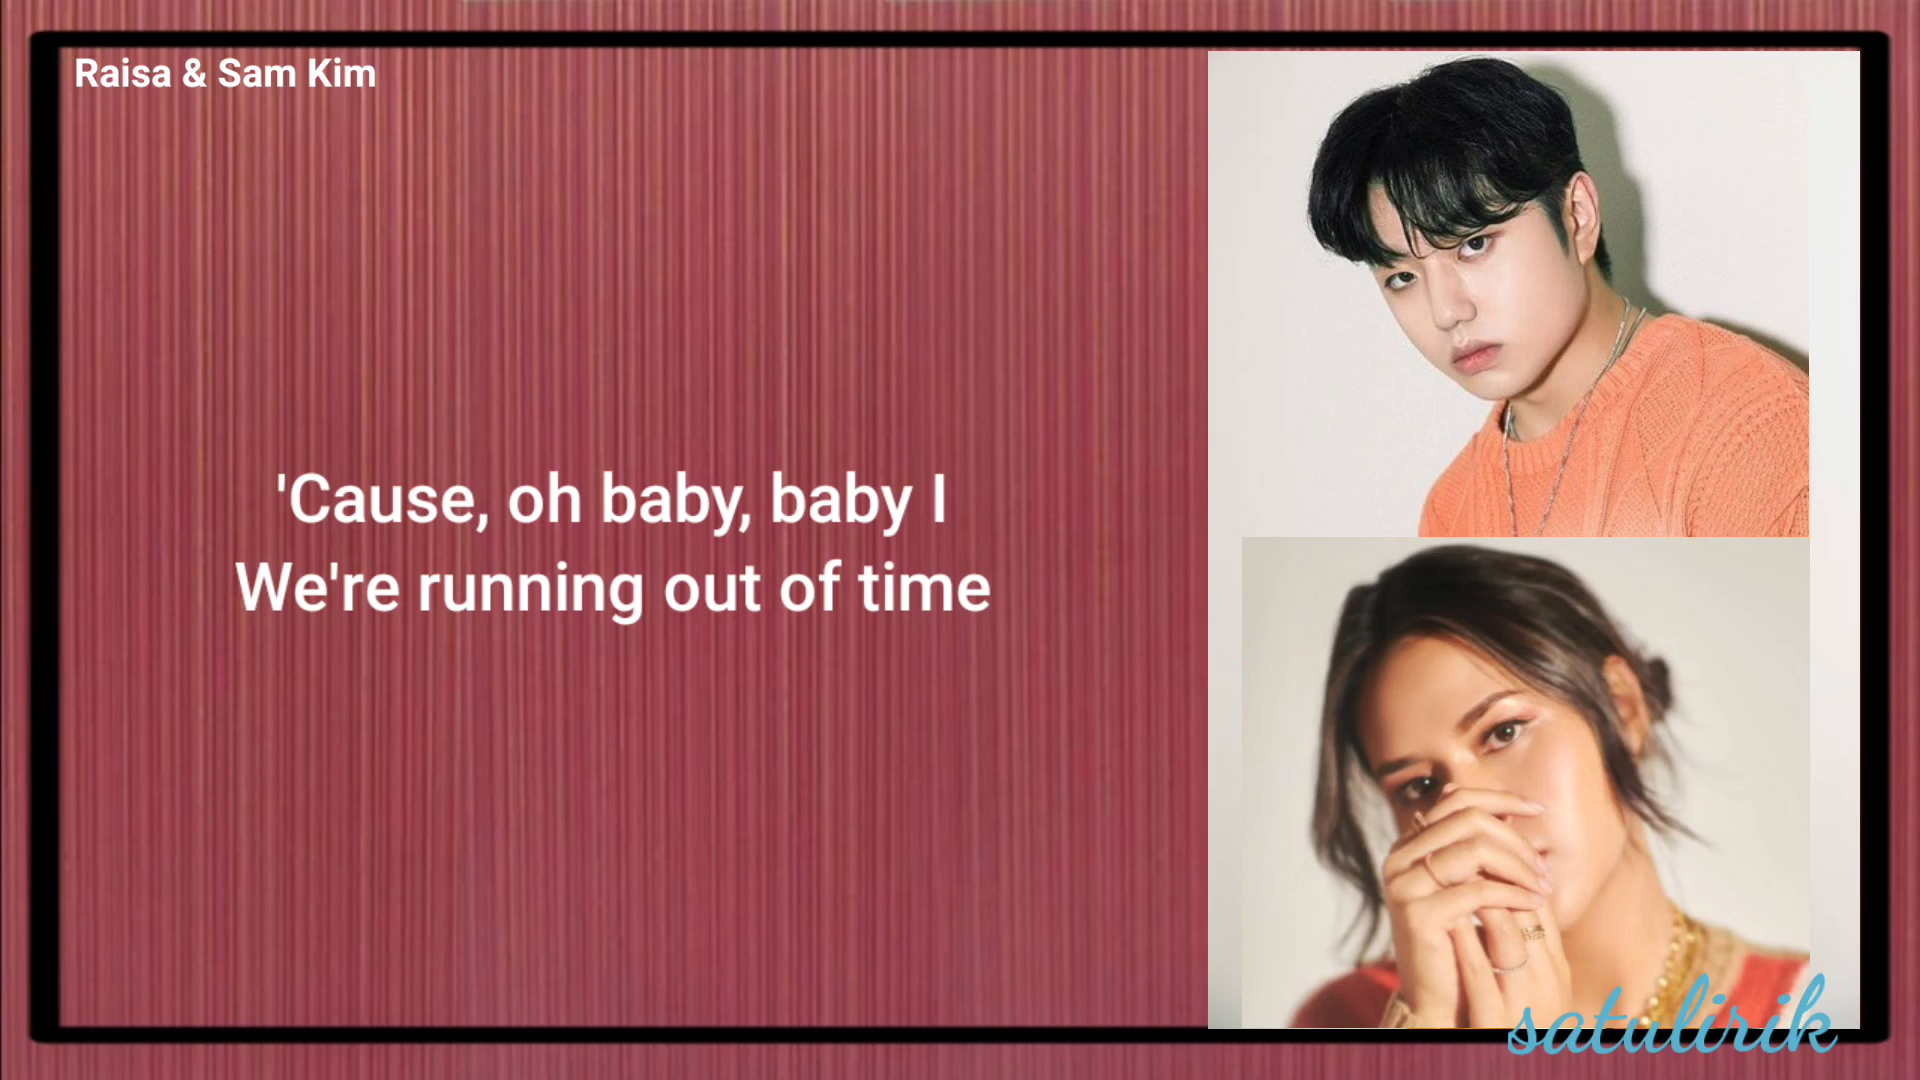 Raisa & Sam Kim
'Cause, oh baby, baby I
We're running out of time
satulirik